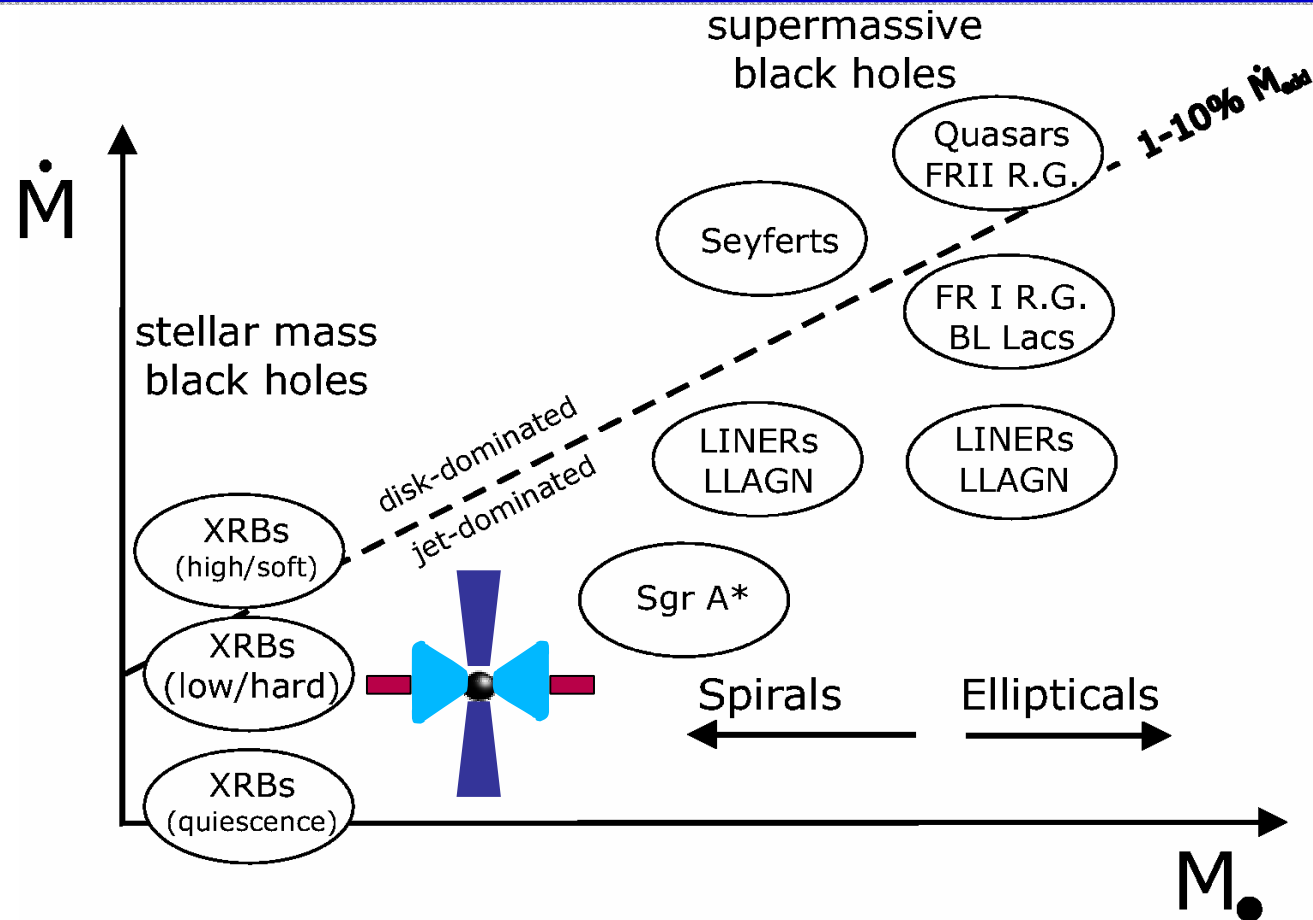 supermassive
black holes
1-10% Ṁedd
Quasars
FRII R.G.
Ṁ
Seyferts
FR I R.G.
BL Lacs
stellar mass
black holes
disk-dominated
jet-dominated
LINERs
LLAGN
LINERs
LLAGN
XRBs
(high/soft)
Sgr A*
XRBs
(low/hard)
Spirals
Ellipticals
XRBs
(quiescence)
M●